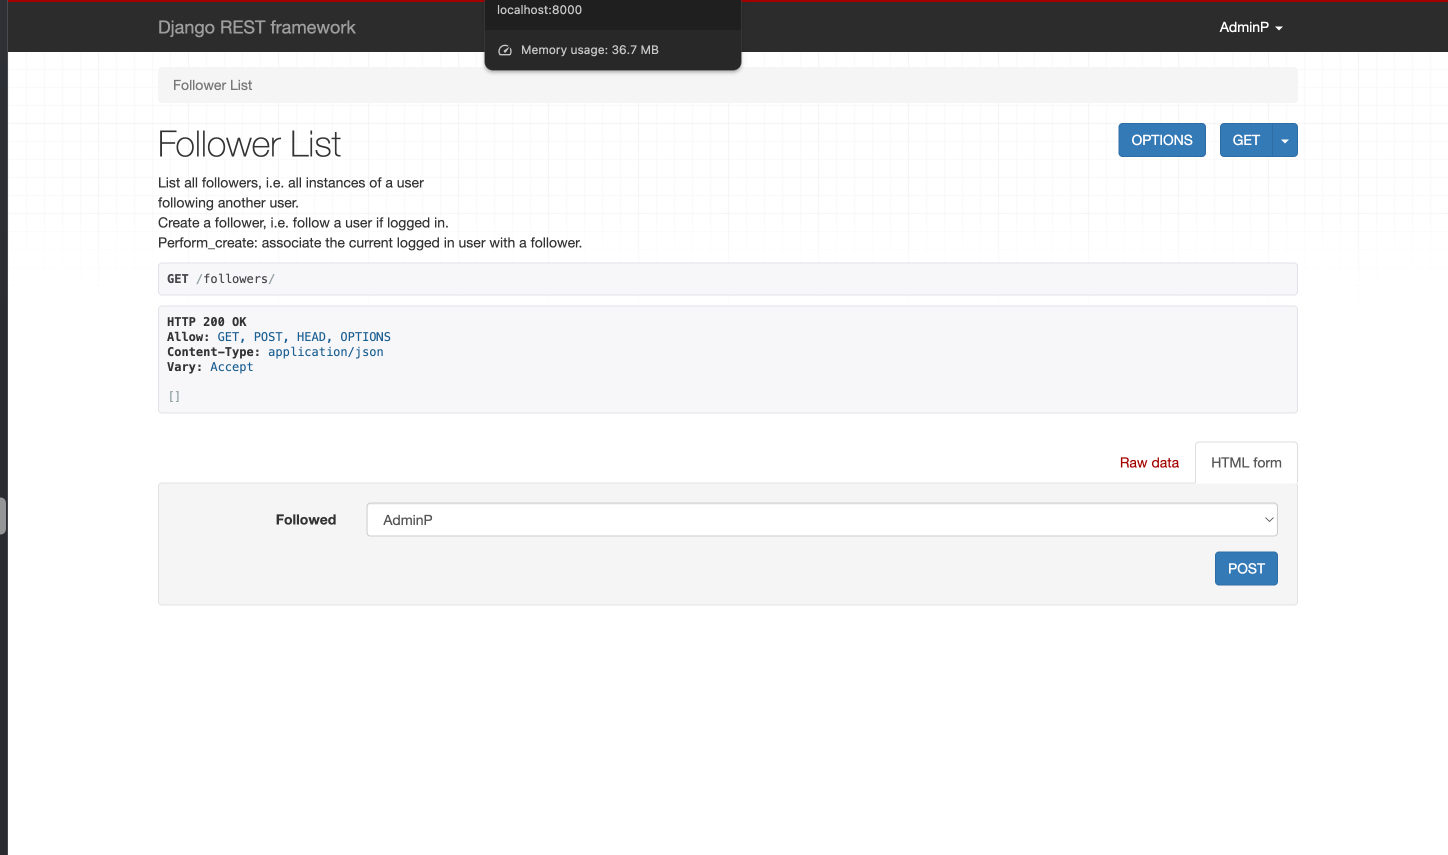 localhost:8000
Django REST framework
AdminP
Memory usage: 36.7 MB
Follower List
Follower List
OPTIONS
GET
List all followers, i.e. all instances of a user
following another user.
Create a follower, i.e. follow a user if logged in.
Perform_create: associate the current logged in user with a follower.
GET /followers/
HTTP 200 OK
Allow: GET, POST, HEAD, OPTIONS
Content-Type: application/json
Vary: Accept
[]
Raw data
HTML form
Followed
AdminP
POST